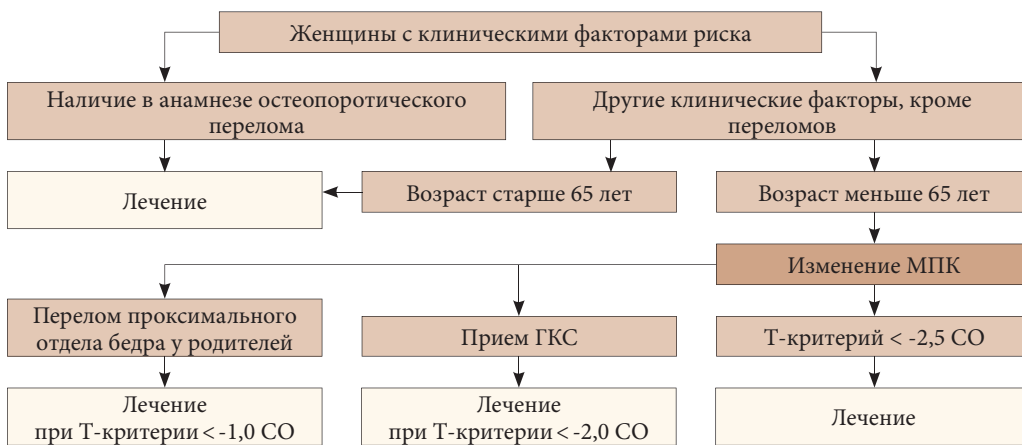 Женщины с клиническими факторами риска
Наличие в анамнезе остеопоротического
перелома
Другие клинические факторы, кроме
переломов
Лечение
Возраст старше 65 лет
Возраст меньше 65 лет
Изменение МПК
Перелом проксимального
отдела бедра у родителей
Прием ГКС
Т-критерий < -2,5 СО
Лечение
при Т-критерии < -1,0 СО
Лечение
при Т-критерии < -2,0 СО
Лечение